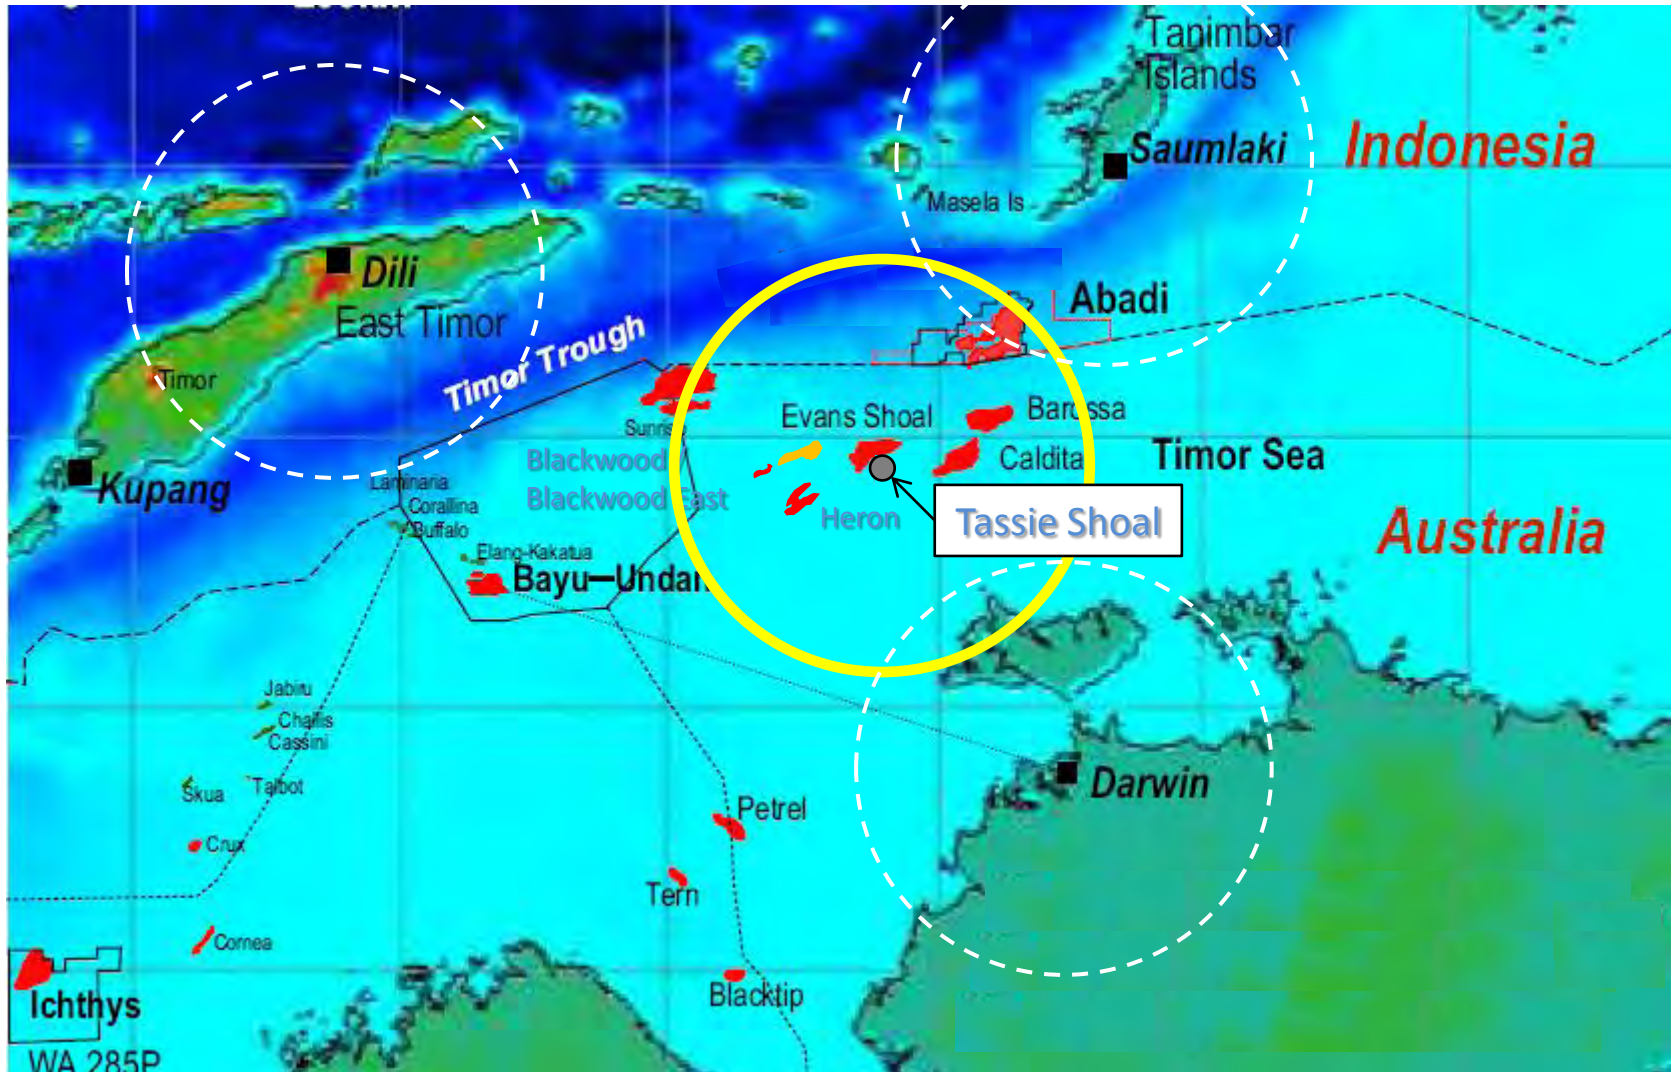 Tanimbar
Islands
Saumlaki
Indonesia
Masela Is
Dili
East Timor
Abadi
Timor Trough
Timor
Sunrise
Evans Shoal
Barossa
Blackwood
Caldita
Timor Sea
Kupang
Laminaria
Corallina
Buffalo
Blackwood East
Heron
Tassie Shoal
Australia
Elang-Kakatua
Bayu-Undan
Jabiru
Challis
Cassini
Skua
Talbot
Darwin
Petrel
Crux
Tern
Cornea
Ichthys
Blacktip
WA 285P